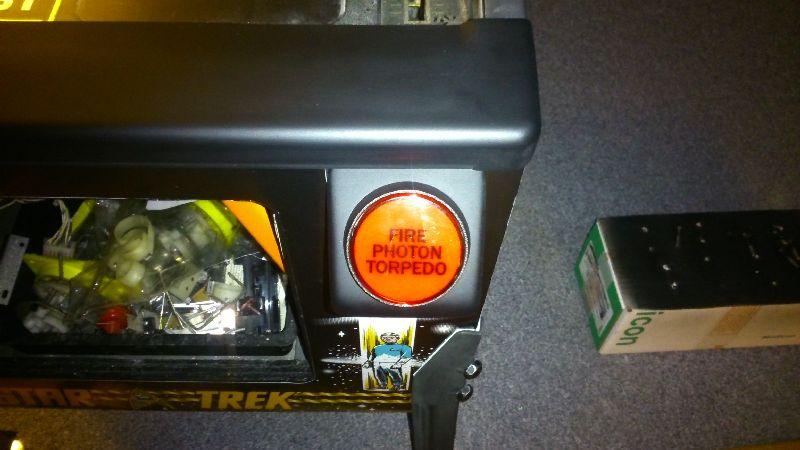 FIRE
PHOTON
TORPEDO
STAR TREK
icon